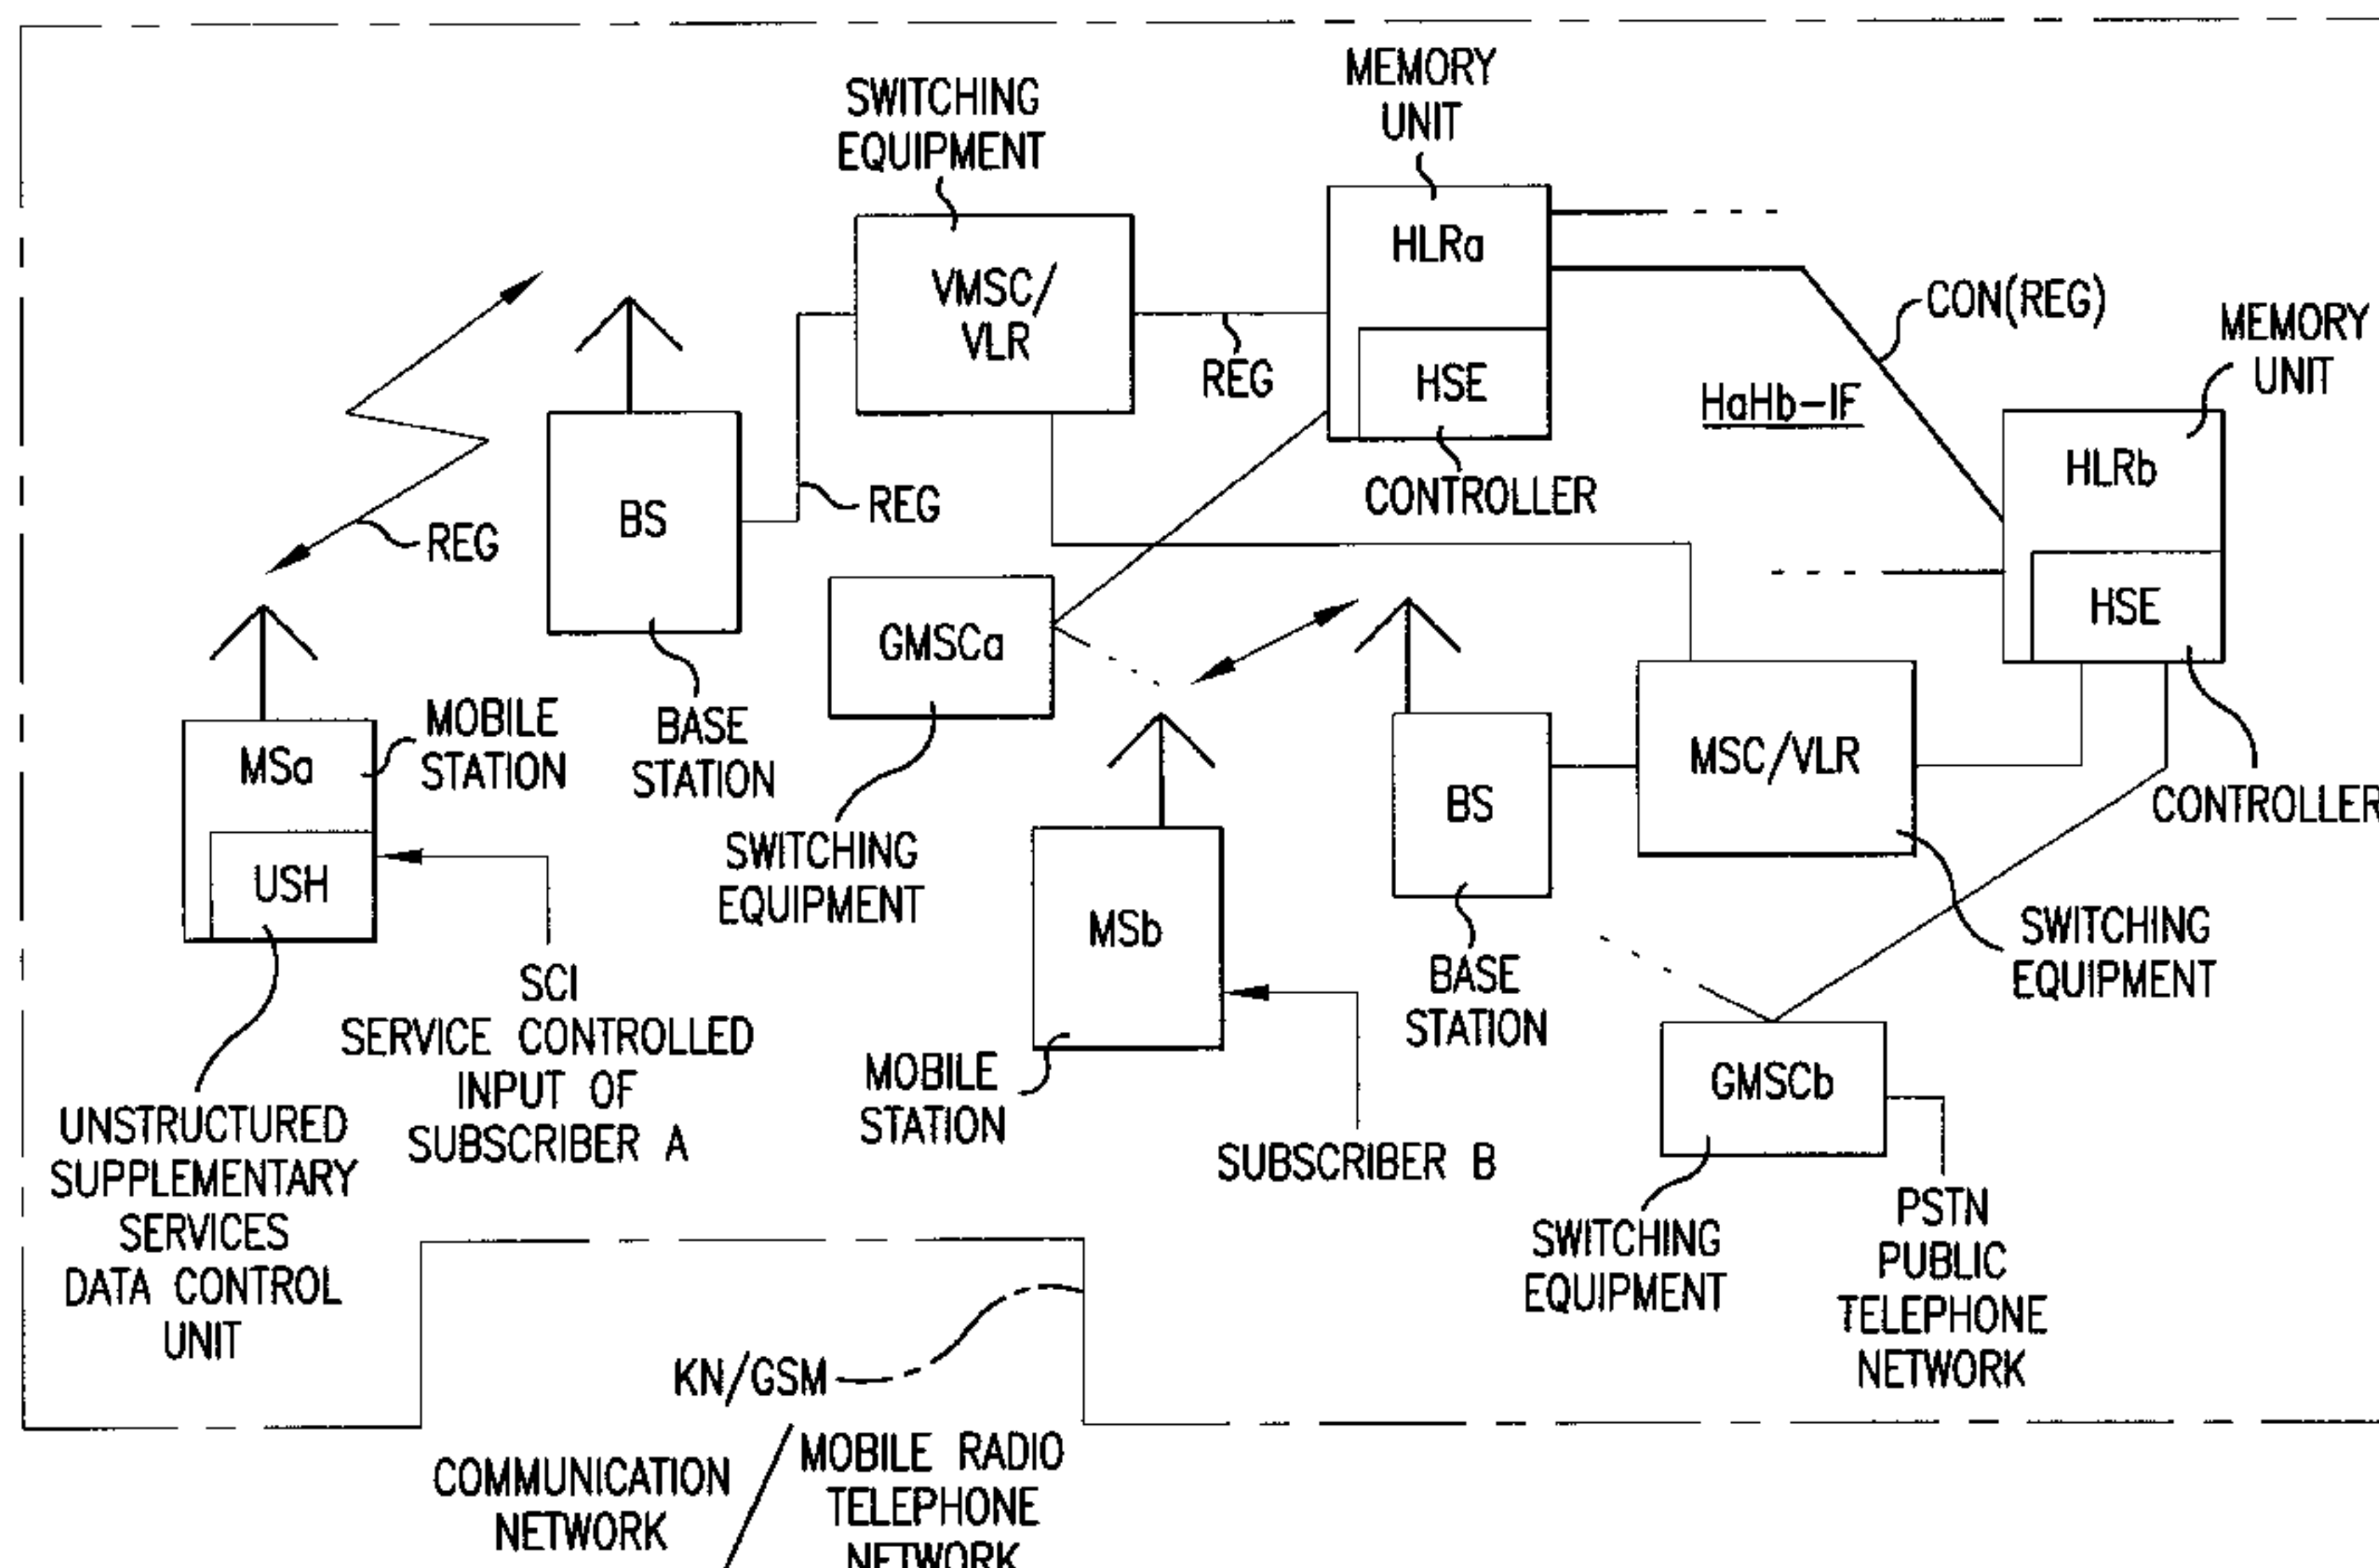 SWITCHING
EQUIPMENT
MEMORY
UNIT
VMSC/
VLR
HLRa
HSE
CONTROLLER
REG
CON(REG)
HaHb-IF
MEMORY
UNIT
HLRb
HSE
CONTROLLER
REG
REG
BS
BASE
STATION
GMSCa
SWITCHING
EQUIPMENT
MSa
USH
MOBILE
STATION
SCI
SERVICE CONTROLLED
INPUT OF
SUBSCRIBER A
UNSTRUCTURED
SUPPLEMENTARY
SERVICES
DATA CONTROL
UNIT
MSb
MOBILE
STATION
SUBSCRIBER B
BS
BASE
STATION
MSC/VLR
SWITCHING
EQUIPMENT
GMSCb
SWITCHING
EQUIPMENT
PSTN
PUBLIC
TELEPHONE
NETWORK
KN/GSM
COMMUNICATION
NETWORK
MOBILE RADIO
TELEPHONE
NETWORK